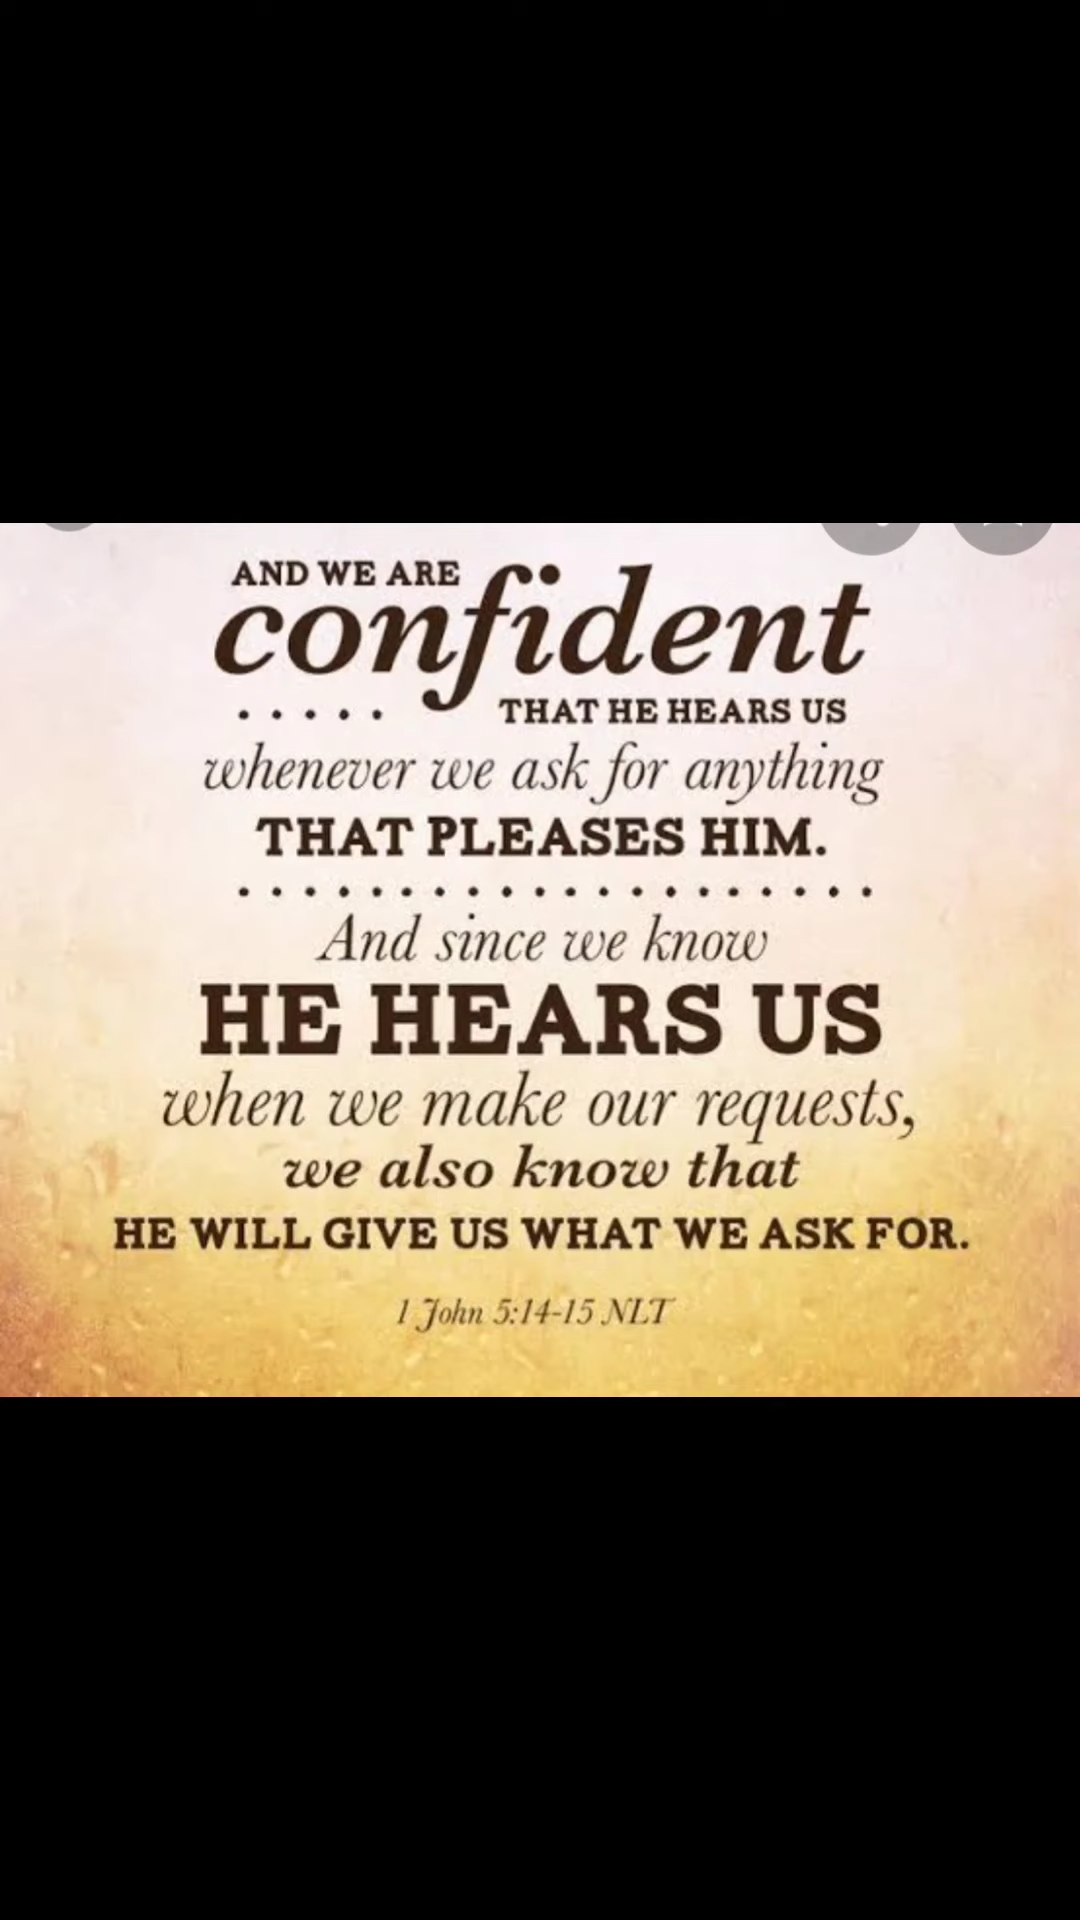 AND WE ARE
confident
THAT HE HEARS US
whenever we ask for anything
THAT PLEASES HIM.
And since we know
HE HEARS US
when we make our requests,
we also know that
HE WILL GIVE US WHAT WE ASK FOR.
1 John 5:14-15 NLT